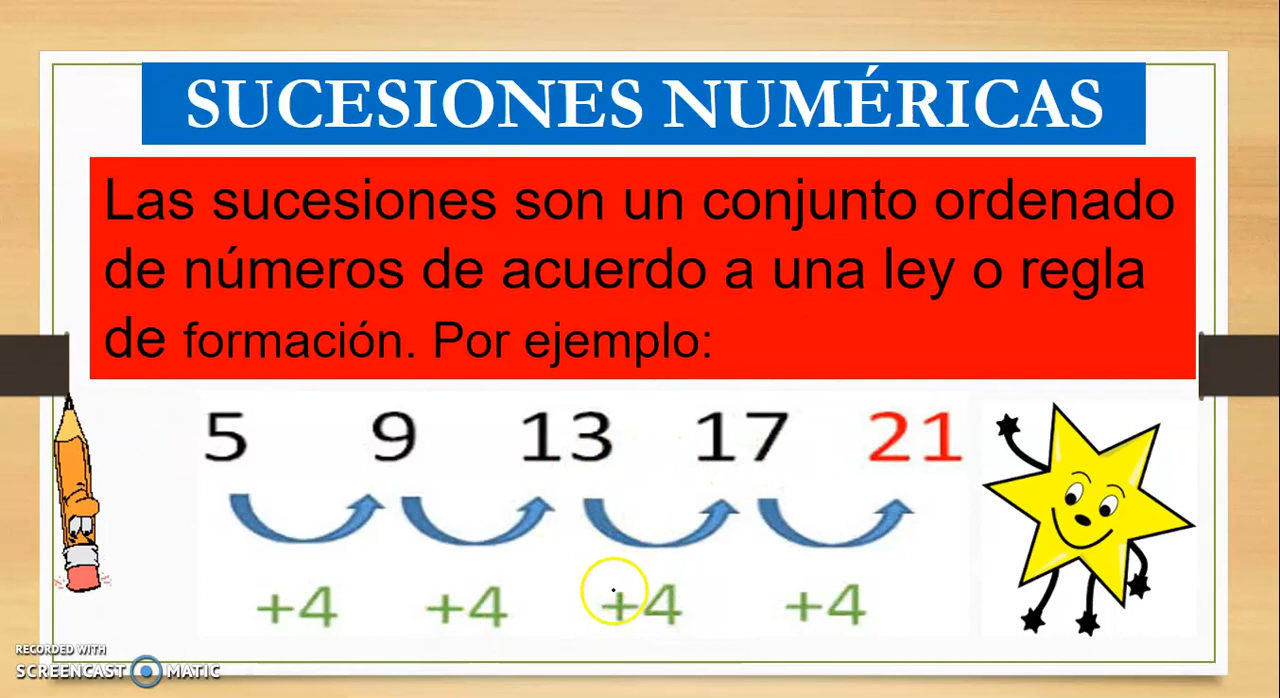 SUCESIONES NUMÉRICAS
Las sucesiones son un conjunto ordenado
de números de acuerdo a una ley o regla
de formación. Por ejemplo:
5 9 13 17 21
+4 +4 +4 +4
RECORDED WITH
SCREENCAST MATIC